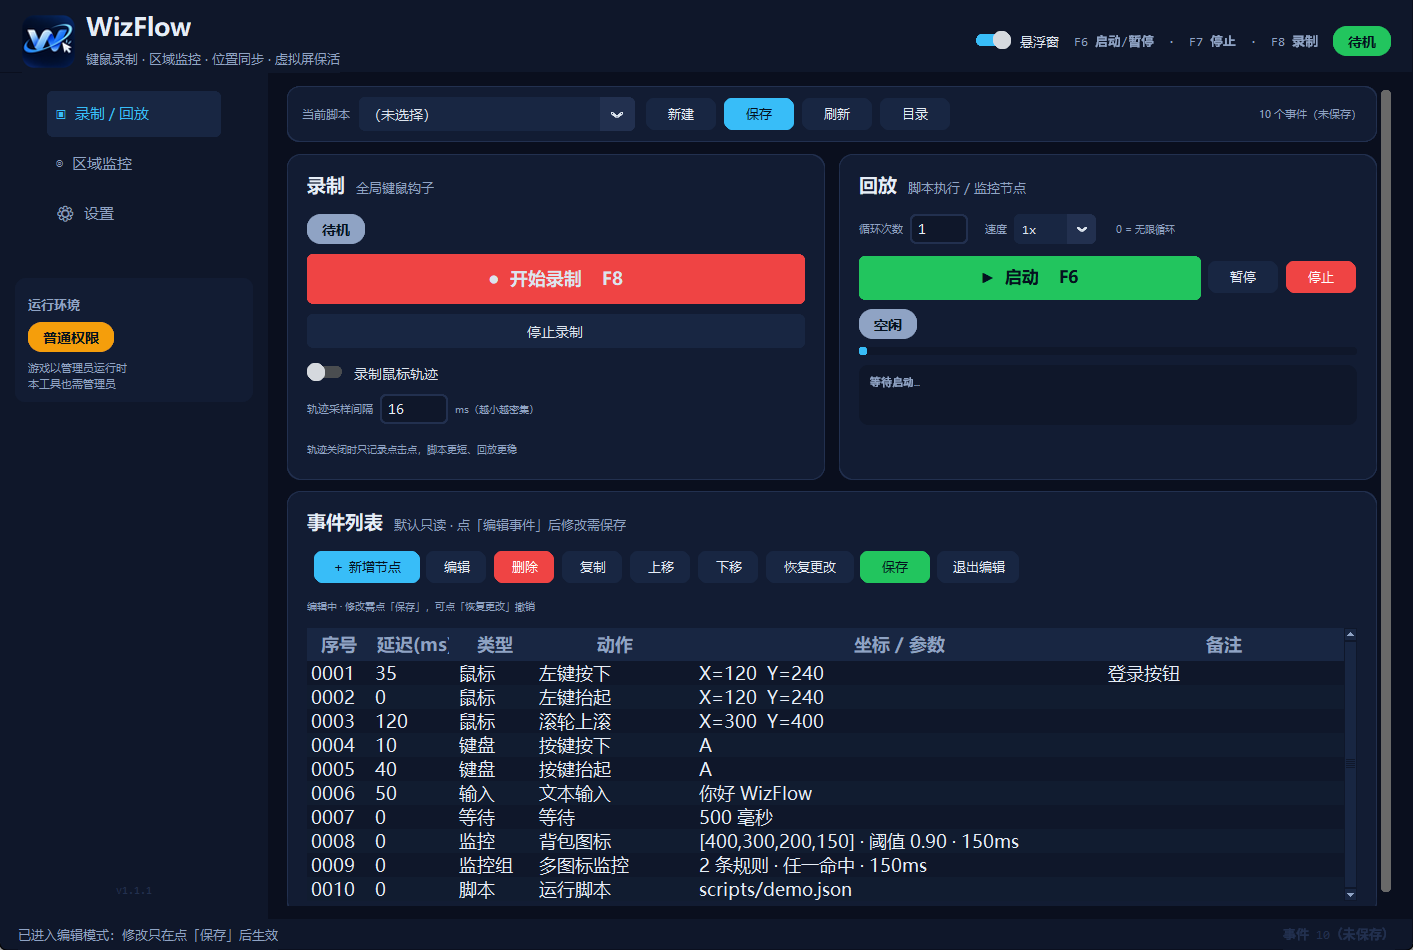 WizFlow
键鼠录制 · 区域监控 · 位置同步 · 虚拟屏保活
悬浮窗 F6 启动/暂停 · F7 停止 · F8 录制 待机
录制 / 回放
区域监控
设置
运行环境
普通权限
游戏以管理员运行时
本工具也需管理员
v1.1.1
当前脚本 (未选择) 新建 保存 刷新 目录 10 个事件 (未保存)
录制 全局键鼠钩子
待机
● 开始录制 F8
停止录制
录制鼠标轨迹
轨迹采样间隔 16 ms (越小越密集)
轨迹关闭时只记录点击点，脚本更短、回放更稳
回放 脚本执行 / 监控节点
循环次数 1 速度 1x 0 = 无限循环
▶ 启动 F6 暂停 停止
空闲
等待启动…
事件列表 默认只读 · 点「编辑事件」后修改需保存
+ 新增节点 编辑 删除 复制 上移 下移 恢复更改 保存 退出编辑
编辑中 · 修改需点「保存」，可点「恢复更改」撤销
序号 延迟(ms) 类型 动作 坐标 / 参数 备注
0001 35 鼠标 左键按下 X=120 Y=240 登录按钮
0002 0 鼠标 左键抬起 X=120 Y=240
0003 120 鼠标 滚轮上滚 X=300 Y=400
0004 10 键盘 按键按下 A
0005 40 键盘 按键抬起 A
0006 50 输入 文本输入 你好 WizFlow
0007 0 等待 等待 500 毫秒
0008 0 监控 背包图标 [400,300,200,150] · 阈值 0.90 · 150ms
0009 0 监控组 多图标监控 2 条规则 · 任一命中 · 150ms
0010 0 脚本 运行脚本 scripts/demo.json
已进入编辑模式：修改只在点「保存」后生效
事件 10 (未保存)